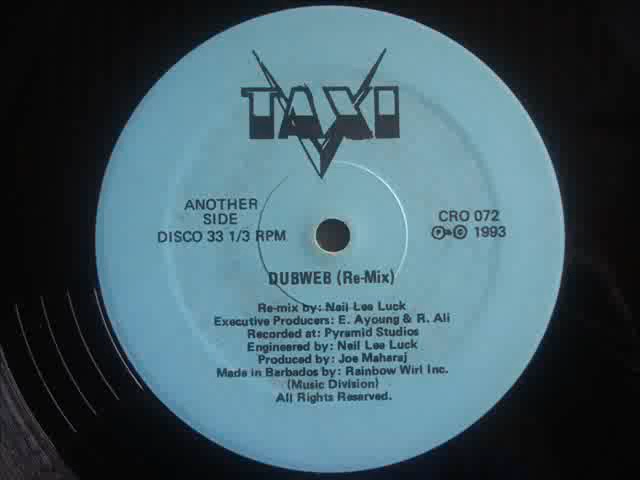 TAXI
ANOTHER
SIDE
DISCO 33 1/3 RPM
CRO 072
Ⓟ&Ⓒ 1993
DUBWEB (Re-Mix)
Re-mix by: Neil Lee Luck
Executive Producers: E. Ayoung & R. Ali
Recorded at: Pyramid Studios
Engineered by: Neil Lee Luck
Produced by: Joe Maharaj
Made in Barbados by: Rainbow Wirl Inc.
(Music Division)
All Rights Reserved.